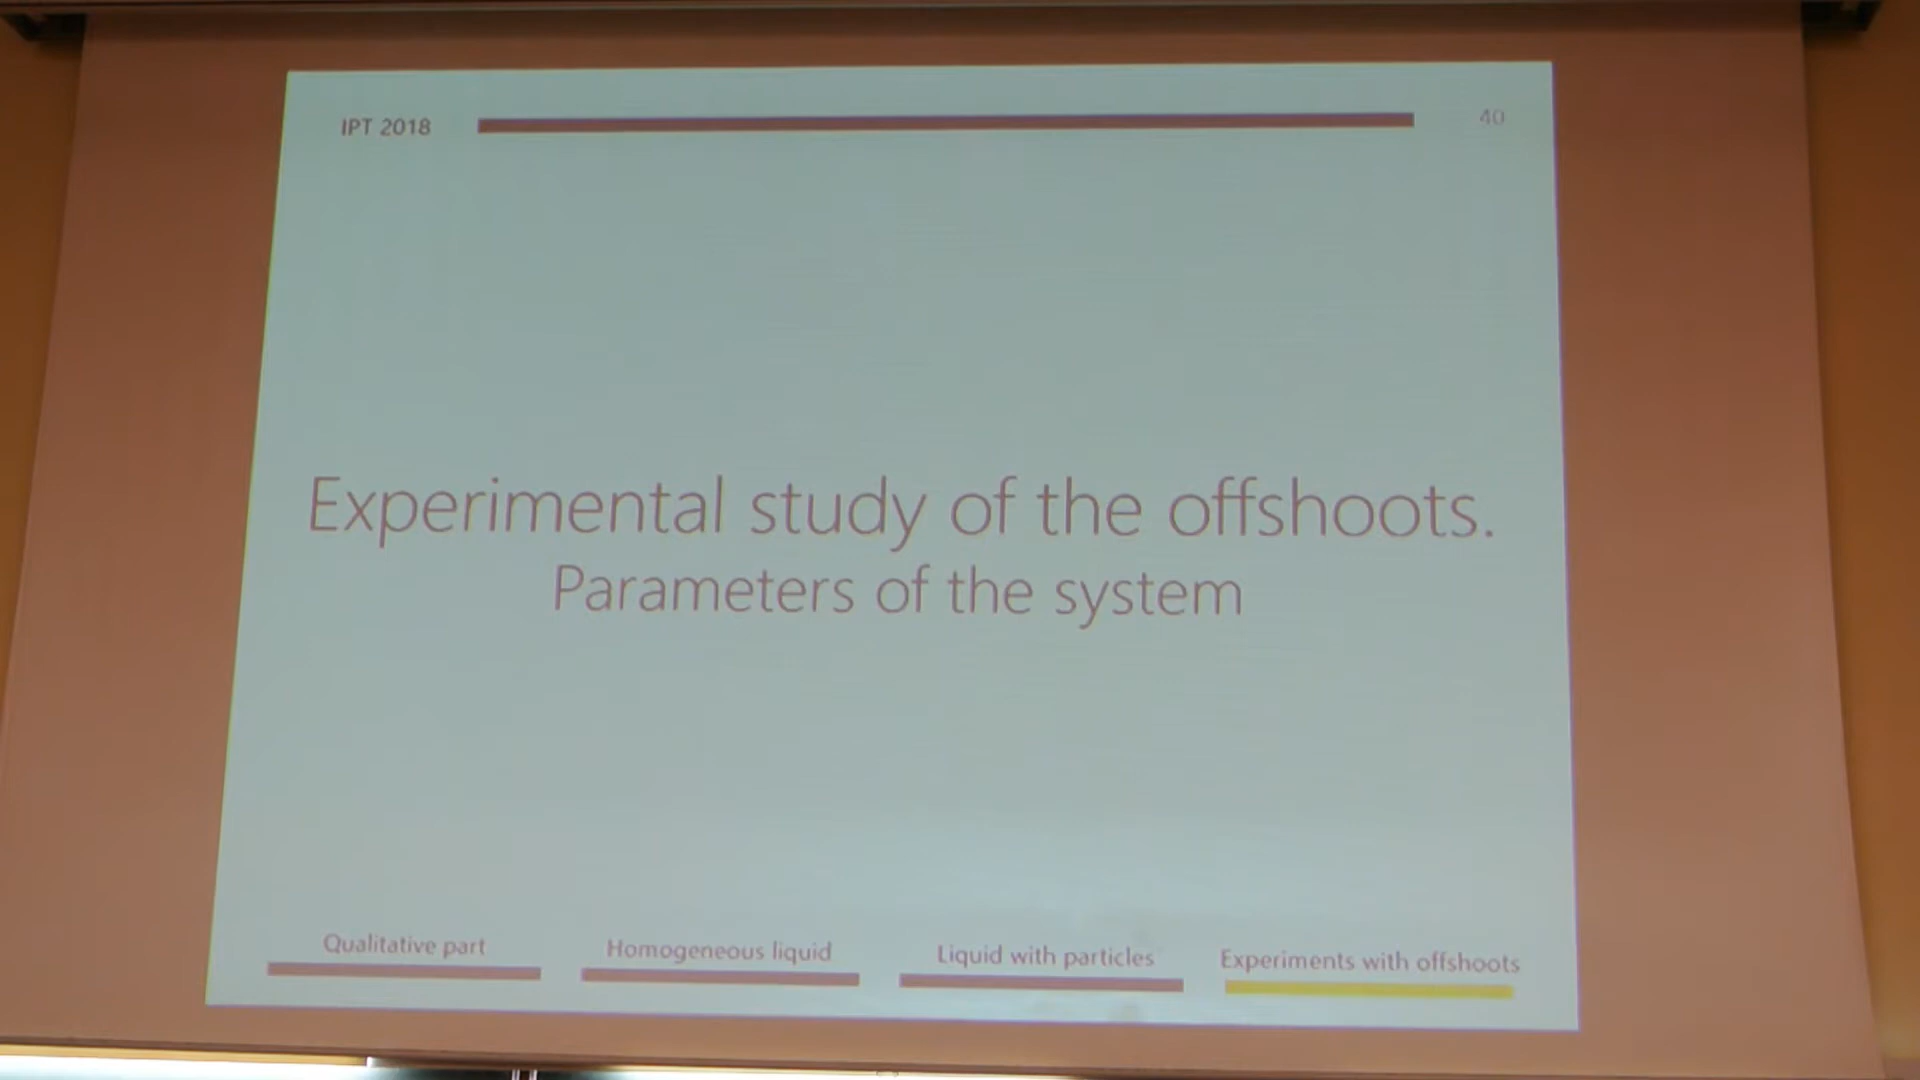 IPT 2018
40
Experimental study of the offshoots.
Parameters of the system
Qualitative part
Homogeneous liquid
Liquid with particles
Experiments with offshoots